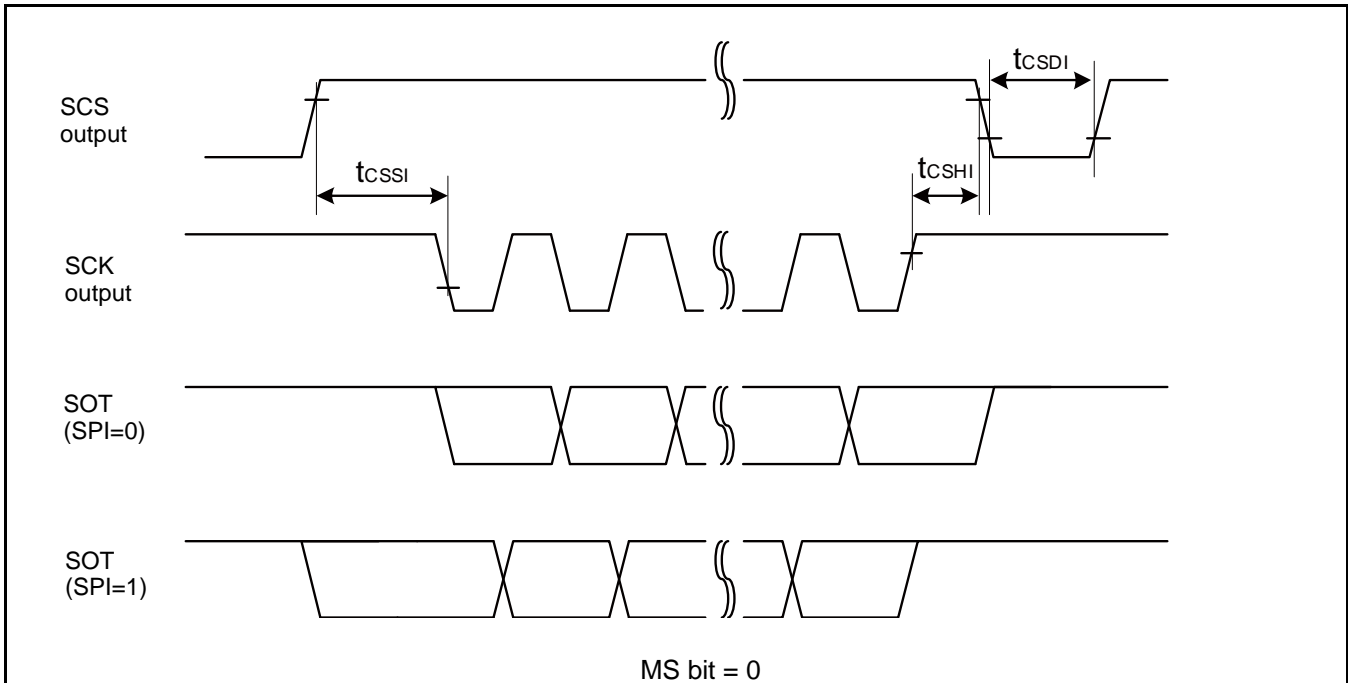 tCSDI
SCS
output
tCSSI
tCSHI
SCK
output
SOT
(SPI=0)
SOT
(SPI=1)
MS bit = 0